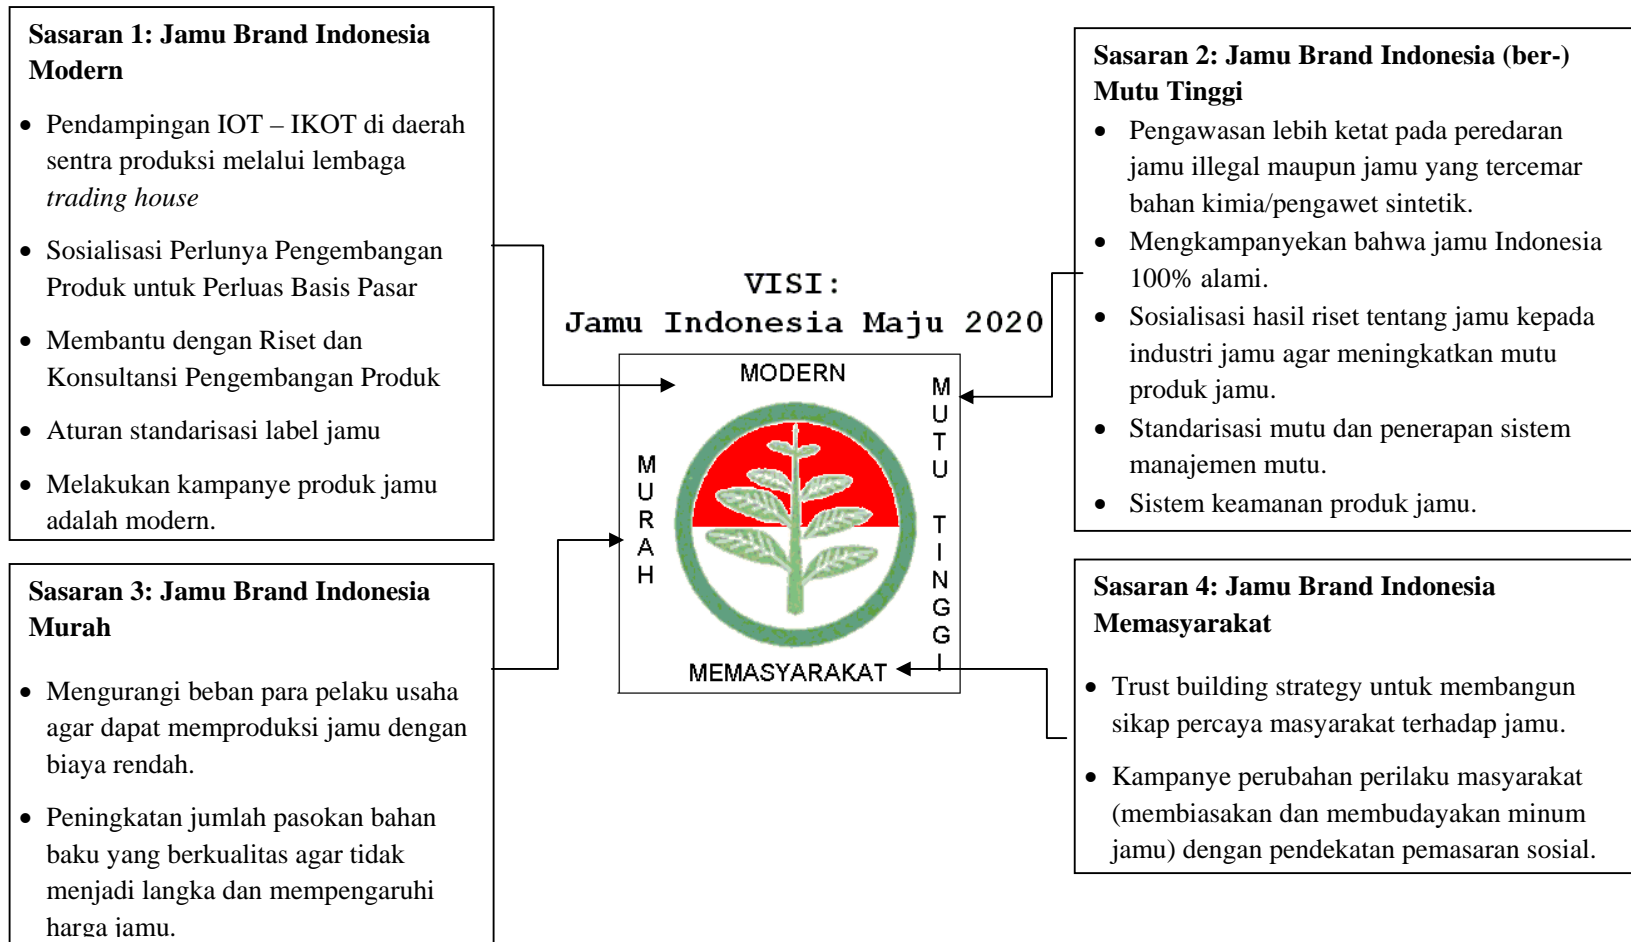 Sasaran 1: Jamu Brand Indonesia
Modern
• Pendampingan IOT – IKOT di daerah
sentra produksi melalui lembaga
trading house
• Sosialisasi Perlunya Pengembangan
Produk untuk Perluas Basis Pasar
• Membantu dengan Riset dan
Konsultansi Pengembangan Produk
• Aturan standarisasi label jamu
• Melakukan kampanye produk jamu
adalah modern.
Sasaran 2: Jamu Brand Indonesia (ber-)
Mutu Tinggi
• Pengawasan lebih ketat pada peredaran
jamu illegal maupun jamu yang tercemar
bahan kimia/pengawet sintetik.
• Mengkampanyekan bahwa jamu Indonesia
100% alami.
• Sosialisasi hasil riset tentang jamu kepada
industri jamu agar meningkatkan mutu
produk jamu.
• Standarisasi mutu dan penerapan sistem
manajemen mutu.
• Sistem keamanan produk jamu.
VISI:
Jamu Indonesia Maju 2020
MODERN
MUTU TINGGI
MURAH
MEMASYARAKAT
Sasaran 3: Jamu Brand Indonesia
Murah
• Mengurangi beban para pelaku usaha
agar dapat memproduksi jamu dengan
biaya rendah.
• Peningkatan jumlah pasokan bahan
baku yang berkualitas agar tidak
menjadi langka dan mempengaruhi
harga jamu.
Sasaran 4: Jamu Brand Indonesia
Memasyarakat
• Trust building strategy untuk membangun
sikap percaya masyarakat terhadap jamu.
• Kampanye perubahan perilaku masyarakat
(membiasakan dan membudayakan minum
jamu) dengan pendekatan pemasaran sosial.